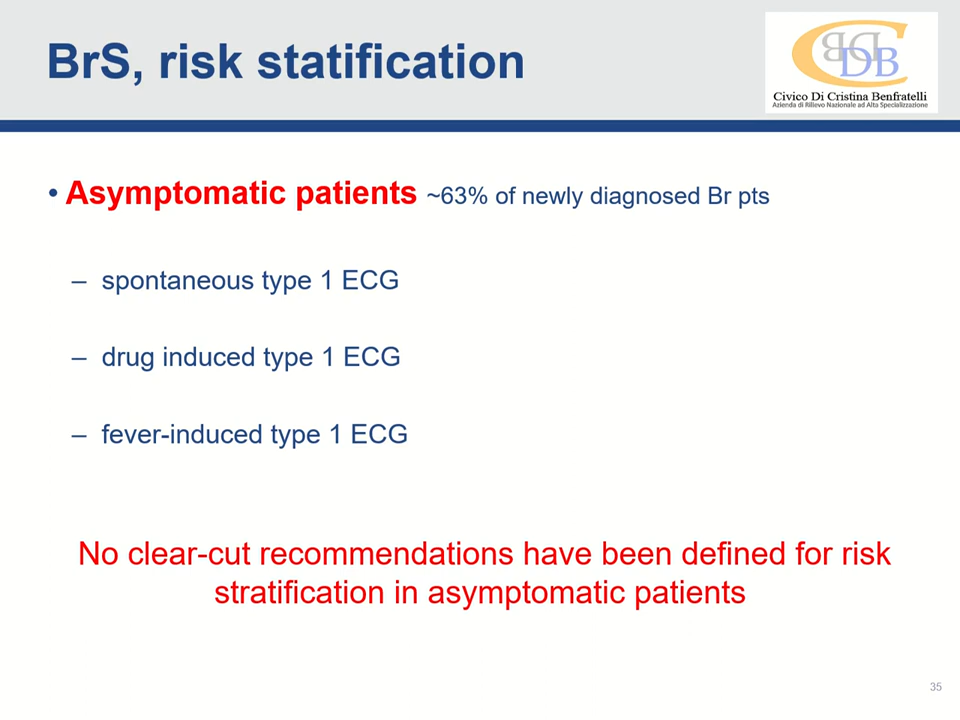 BrS, risk statification
Civico Di Cristina Benfratelli
Azienda di Rilievo Nazionale ad Alta Specializzazione
• Asymptomatic patients ~63% of newly diagnosed Br pts
– spontaneous type 1 ECG
– drug induced type 1 ECG
– fever-induced type 1 ECG
No clear-cut recommendations have been defined for risk
stratification in asymptomatic patients
35